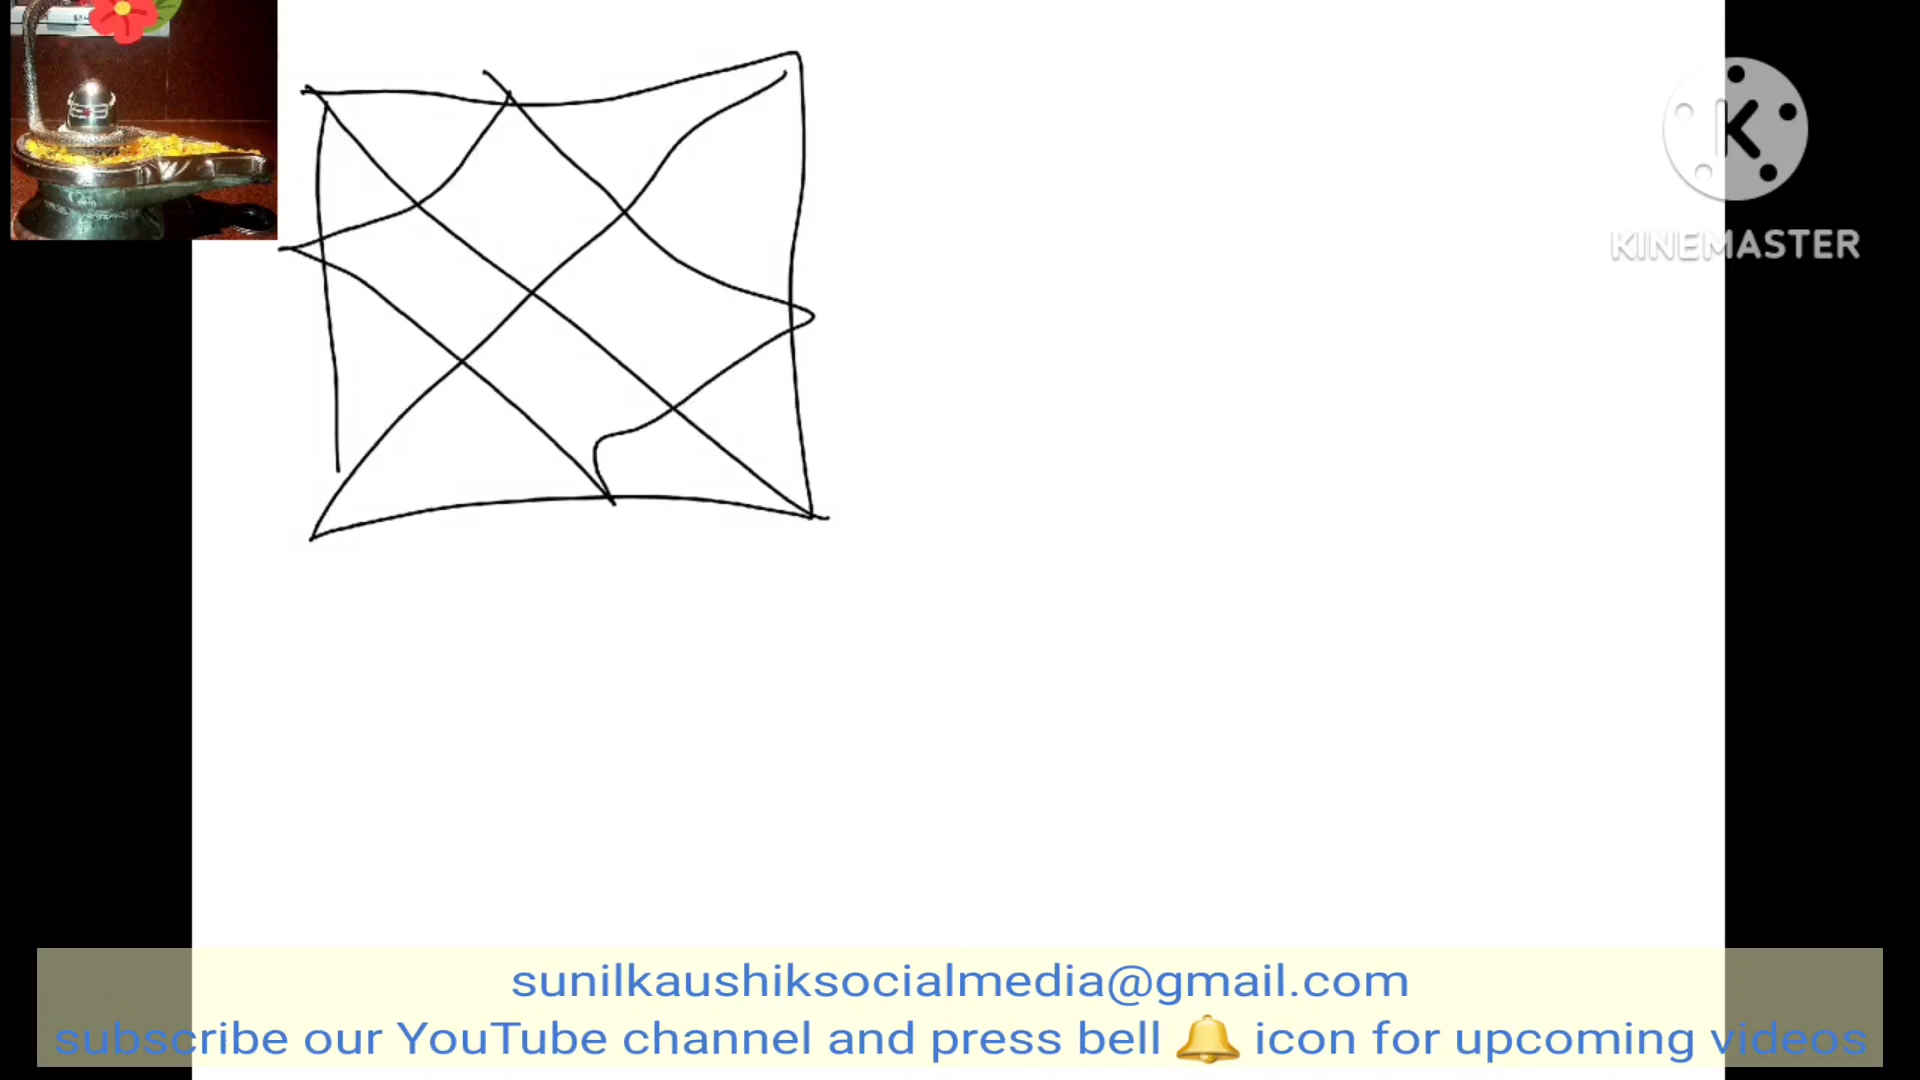 KINEMASTER
sunilkaushiksocialmedia@gmail.com
subscribe our YouTube channel and press bell 🔔 icon for upcoming videos